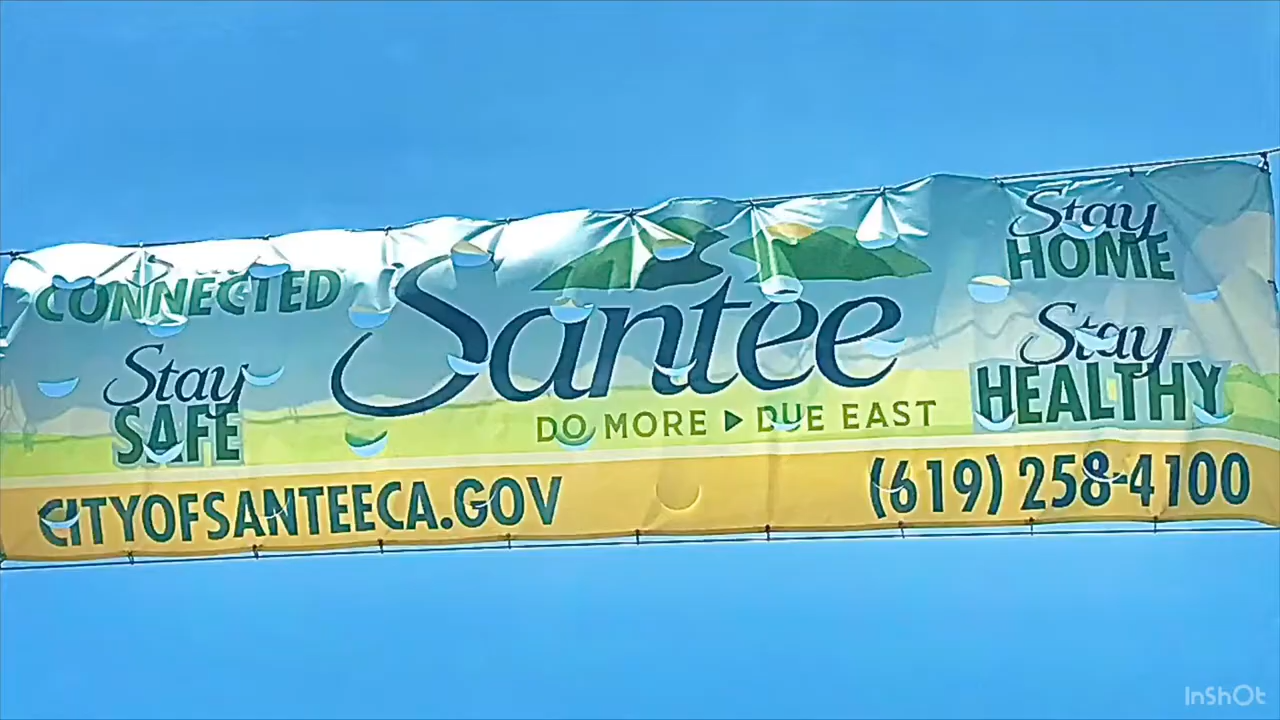 CONNECTED
Stay
SAFE
Santee
DO MORE ▶ DUE EAST
Stay
HOME
Stay
HEALTHY
CITYOFSANTEECA.GOV
(619) 258-4100
InShOt